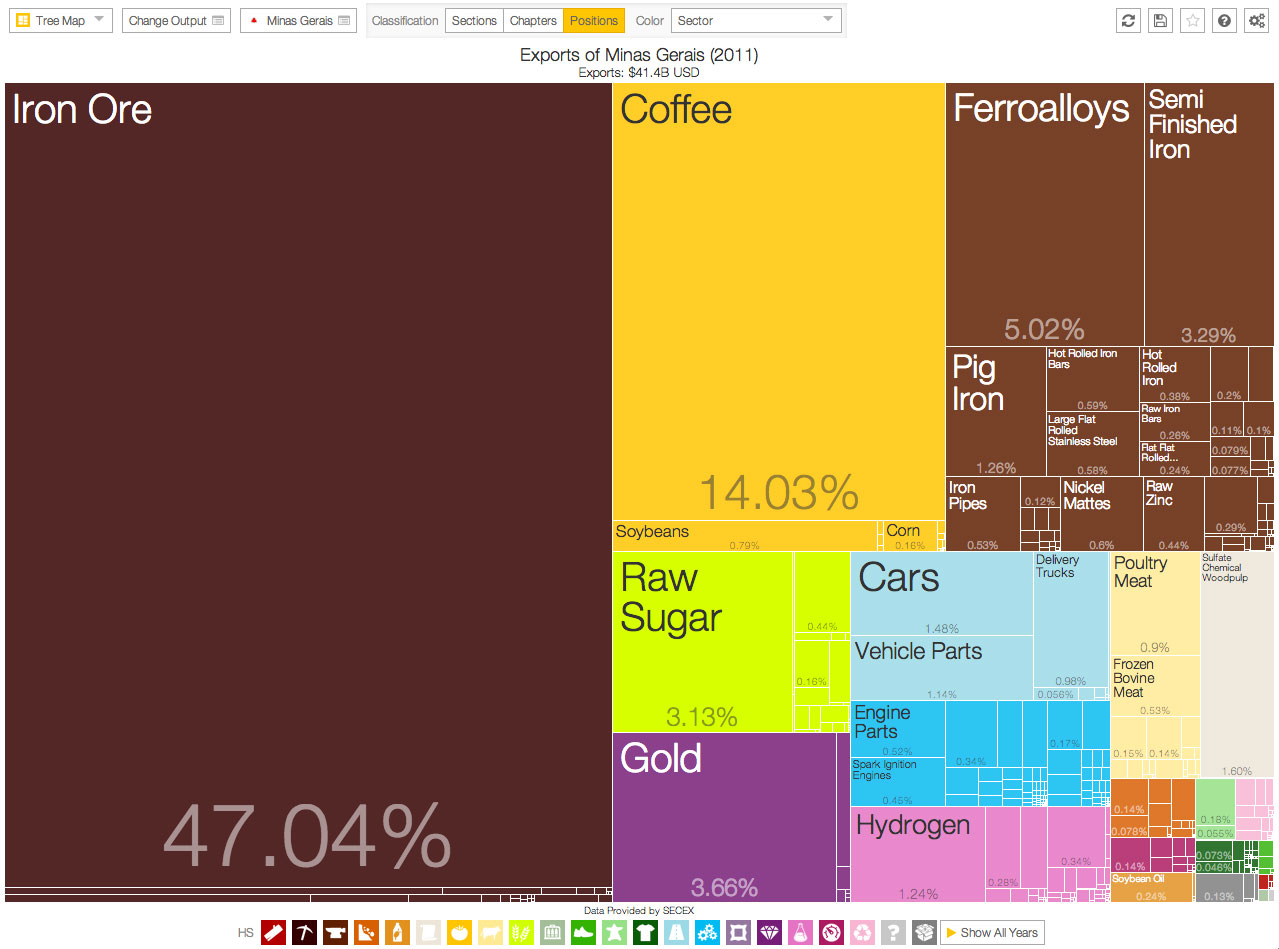 Tree Map
Change Output
Minas Gerais
Classification
Sections
Chapters
Positions
Color
Sector
Exports of Minas Gerais (2011)
Exports: $41.4B USD
Iron Ore
47.04%
Coffee
14.03%
Soybeans
0.79%
Corn
0.16%
Ferroalloys
5.02%
Semi
Finished
Iron
3.29%
Pig
Iron
1.26%
Hot Rolled Iron
Bars
0.59%
Large Flat
Rolled
Stainless Steel
0.58%
Hot
Rolled
Iron
0.38%
Raw Iron
Bars
0.26%
Flat Flat
Rolled...
0.24%
0.2%
0.11%
0.1%
0.079%
0.077%
Iron
Pipes
0.53%
0.12%
Nickel
Mattes
0.6%
Raw
Zinc
0.44%
0.29%
Raw
Sugar
3.13%
0.44%
0.16%
Gold
3.66%
Cars
1.48%
Vehicle Parts
1.14%
Delivery
Trucks
0.98%
0.056%
Engine
Parts
0.52%
Spark Ignition
Engines
0.45%
0.34%
0.17%
Hydrogen
1.24%
0.28%
0.34%
Poultry
Meat
0.9%
Frozen
Bovine
Meat
0.53%
0.15%
0.14%
Sulfate
Chemical
Woodpulp
1.60%
0.14%
0.078%
0.14%
Soybean Oil
0.24%
0.18%
0.055%
0.073%
0.046%
0.13%
Data Provided by SECEX
HS
Show All Years